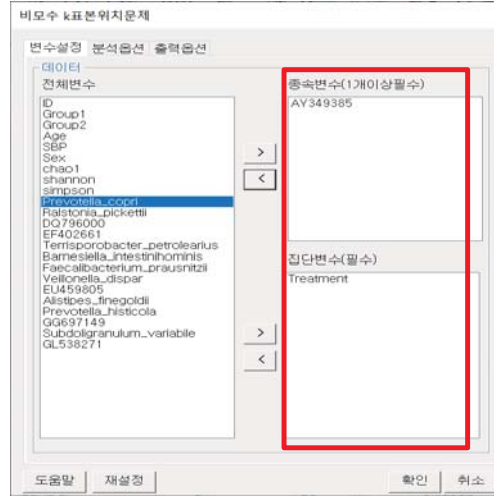 비모수 k표본위치문제
변수설정 분석옵션 출력옵션
데이터
전체변수
ID
Group1
Group2
Age
SBP
Sex
chao1
shannon
simpson
Prevotella_copri
Ralstonia_pickettii
DQ796000
EF402661
Terrisporobacter_petrolearius
Barnesiella_intestinihominis
Faecalibacterium_prausnitzii
Veillonella_dispar
EU459805
Alistipes_finegoldii
Prevotella_histicola
GG697149
Subdoligranulum_variabile
GL538271
>
<
>
<
종속변수(1개이상필수)
AY349385
집단변수(필수)
Treatment
도움말 재설정 확인 취소